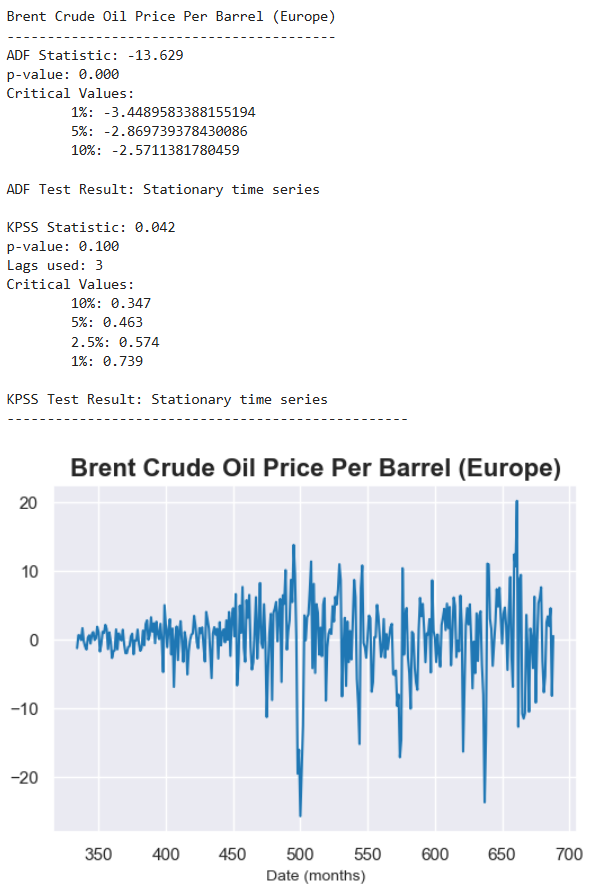 Brent Crude Oil Price Per Barrel (Europe)
-----------------------------------------
ADF Statistic: -13.629
p-value: 0.000
Critical Values:
1%: -3.4489583388155194
5%: -2.869739378430086
10%: -2.5711381780459
ADF Test Result: Stationary time series
KPSS Statistic: 0.042
p-value: 0.100
Lags used: 3
Critical Values:
10%: 0.347
5%: 0.463
2.5%: 0.574
1%: 0.739
KPSS Test Result: Stationary time series
--------------------------------------------------
Brent Crude Oil Price Per Barrel (Europe)
20
10
0
−10
−20
350 400 450 500 550 600 650 700
Date (months)